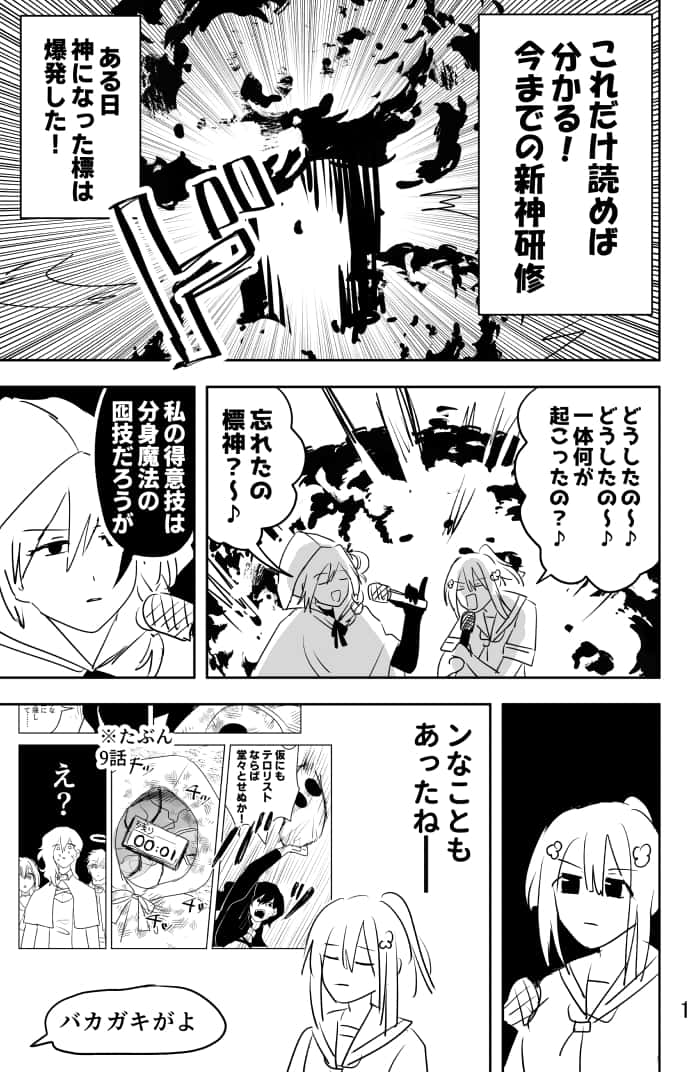 これだけ読めば
分かる!
今までの新神研修
ある日
神になった標は
爆発した!
ド
どうしたの〜♪
どうしたの〜♪
一体何が
起こったの?♪
忘れたの
標神?〜♪
私の得意技は
分身魔法の
囮技だろうが
ンなことも
あったねー
仮にも
テロリスト
ならば
堂々とせぬか!
※たぶん
9話
チッ
チッ
チッ
00:01
え?
バカガキがよ
1